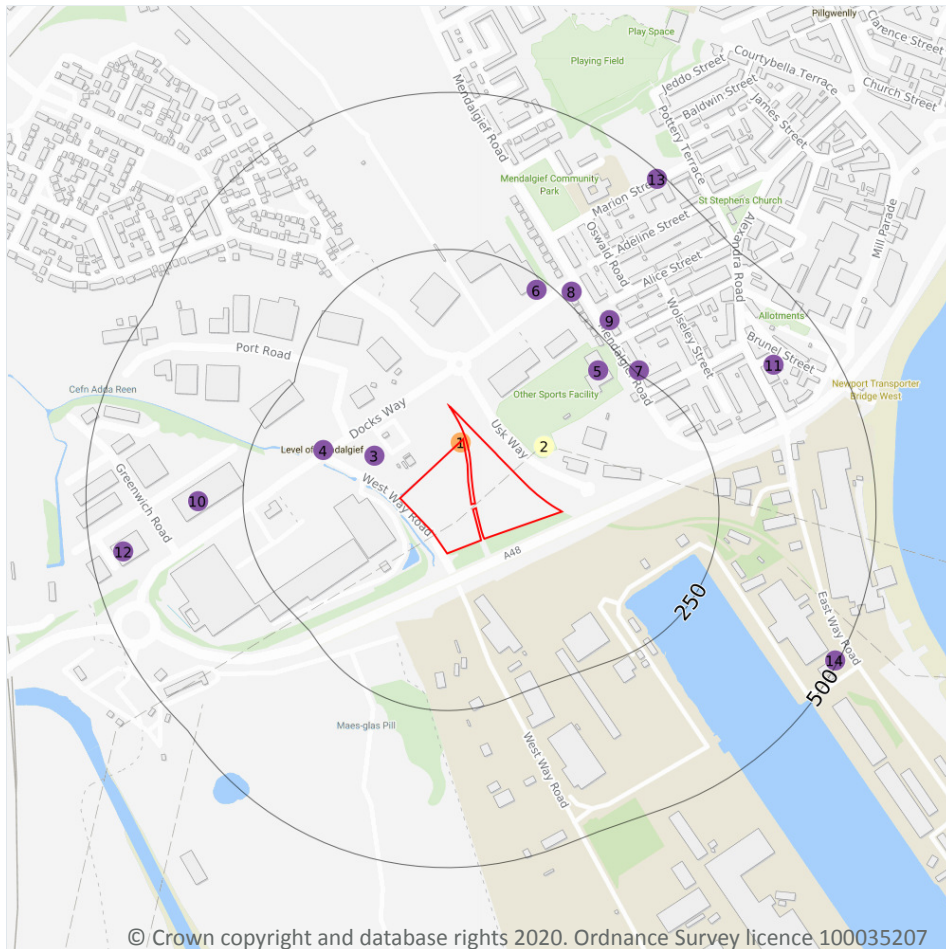 Pillgwenlly
Clarence Street
Play Space
Courtybella Terrace
Playing Field
Jeddo Street
Church Street
Mendalgief Road
Baldwin Street
James Street
Pottery Terrace
Mendalgief Community
Park
13
Marion Street
St Stephen's Church
Mill Parade
Adeline Street
Oswald Road
Alexandra Road
Alice Street
6
8
Wolseley Street
9
Allotments
Mendalgief Road
Brunel Street
Port Road
11
5
7
Newport Transporter
Bridge West
Cefn Adda Reen
Other Sports Facility
Docks Way
Usk Way
1
2
4
Level of Mendalgief
3
West Way Road
Greenwich Road
10
12
A48
250
East Way Road
14
500
Maes-glas Pill
West Way Road
© Crown copyright and database rights 2020. Ordnance Survey licence 100035207